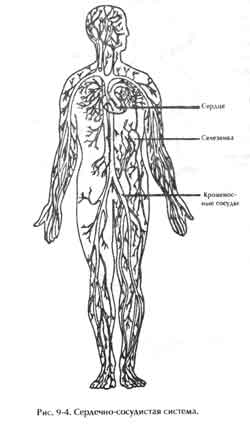 Сердце
Селезенка
Кровенос-
ные сосуды
Рис. 9-4. Сердечно-сосудистая система.